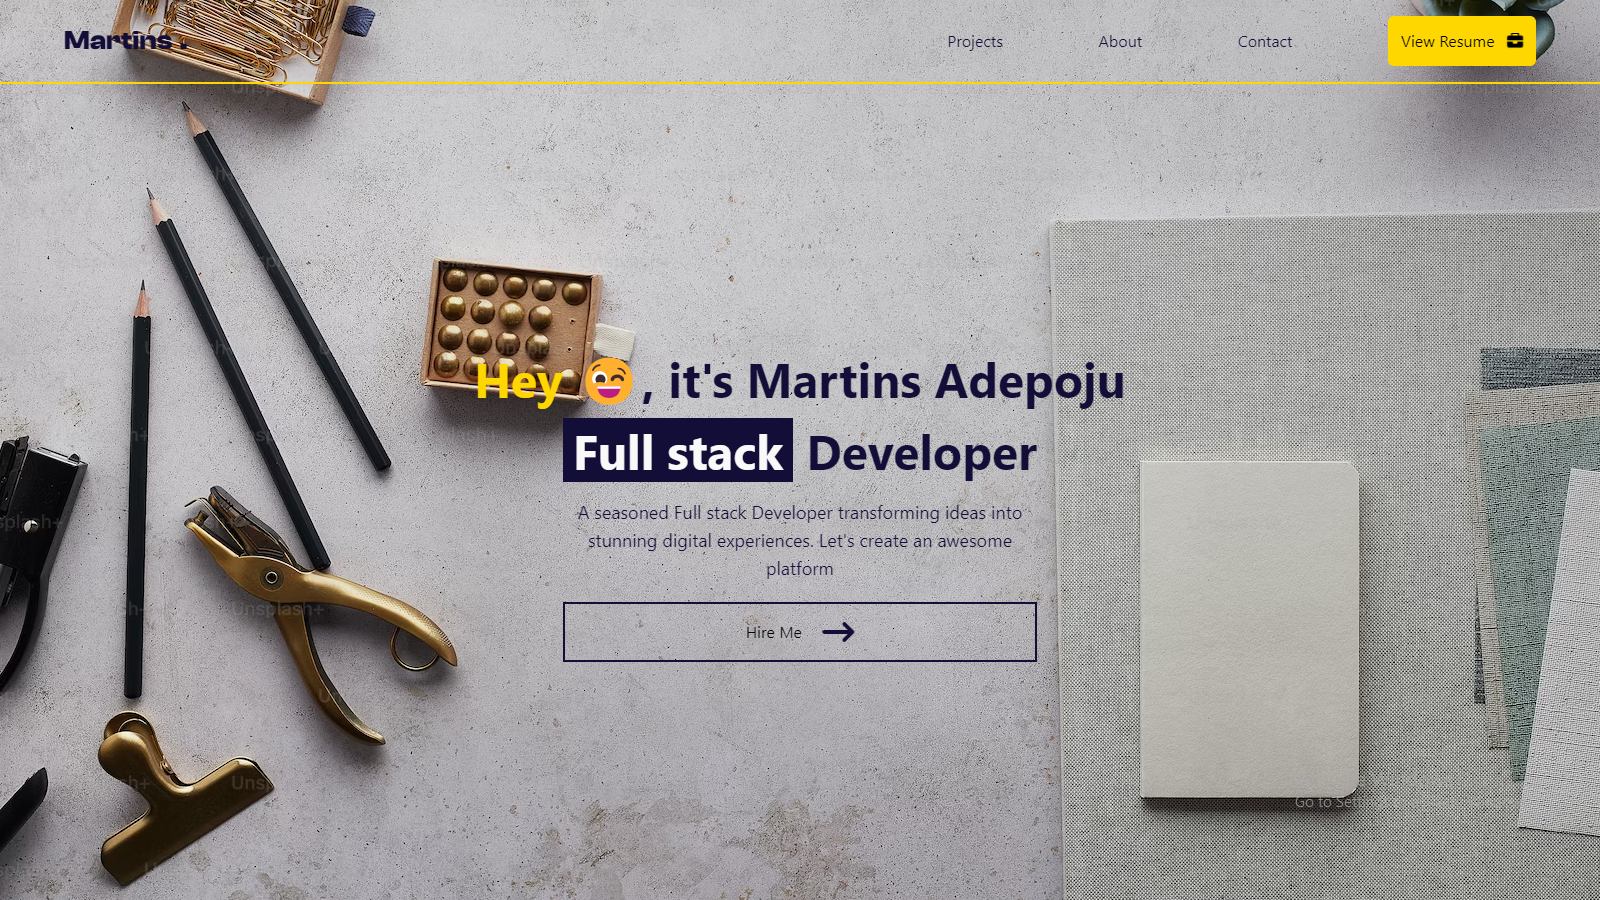 Martins .
Projects
About
Contact
View Resume
Hey 😄, it's Martins Adepoju
Full stack Developer
A seasoned Full stack Developer transforming ideas into
stunning digital experiences. Let's create an awesome
platform
Hire Me
Unsplash+
Go to